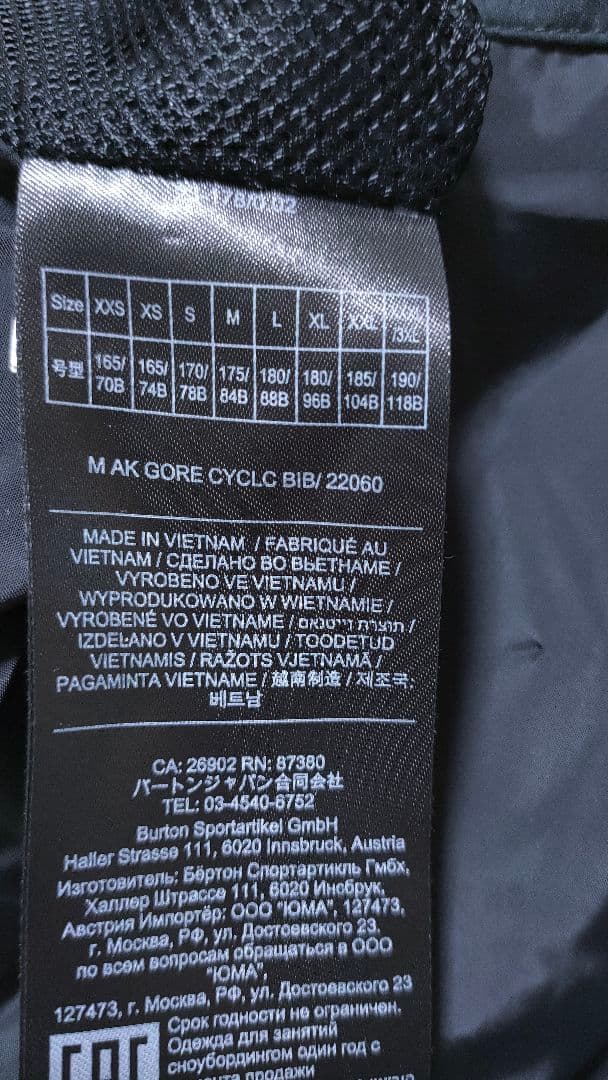 Size XXS XS S M L XL XXL /3XL
号型 165/70B 165/74B 170/78B 175/84B 180/88B 180/96B 185/104B 190/118B
M AK GORE CYCLC BIB/ 22060
MADE IN VIETNAM / FABRIQUÉ AU
VIETNAM / СДЕЛАНО ВО ВЬЕТНАМЕ /
VYROBENO VE VIETNAMU /
WYPRODUKOWANO W WIETNAMIE /
VYROBENÉ VO VIETNAME / תוצרת וייטנאם /
IZDELANO V VIETNAMU / TOODETUD
VIETNAMIS / RAŽOTS VJETNAMĀ /
PAGAMINTA VIETNAME / 越南制造 / 제조국:
베트남
CA: 26902 RN: 87380
バートンジャパン合同会社
TEL: 03-4540-6752
Burton Sportartikel GmbH
Haller Strasse 111, 6020 Innsbruck, Austria
Изготовитель: Бёртон Спортартикль Гмбх,
Халлер Штрассе 111, 6020 Инсбрук,
Австрия Импортёр: ООО "ЮМА", 127473,
г. Москва, РФ, ул. Достоевского 23,
по всем вопросам обращаться в ООО
"ЮМА",
127473, г. Москва, РФ, ул. Достоевского 23
Срок годности не ограничен.
Одежда для занятий
сноубордингом один год с
продажи